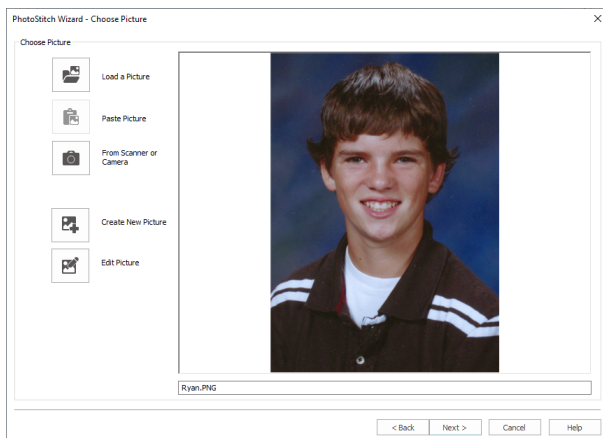 PhotoStitch Wizard - Choose Picture
Choose Picture
Load a Picture
Paste Picture
From Scanner or
Camera
Create New Picture
Edit Picture
Ryan.PNG
< Back
Next >
Cancel
Help